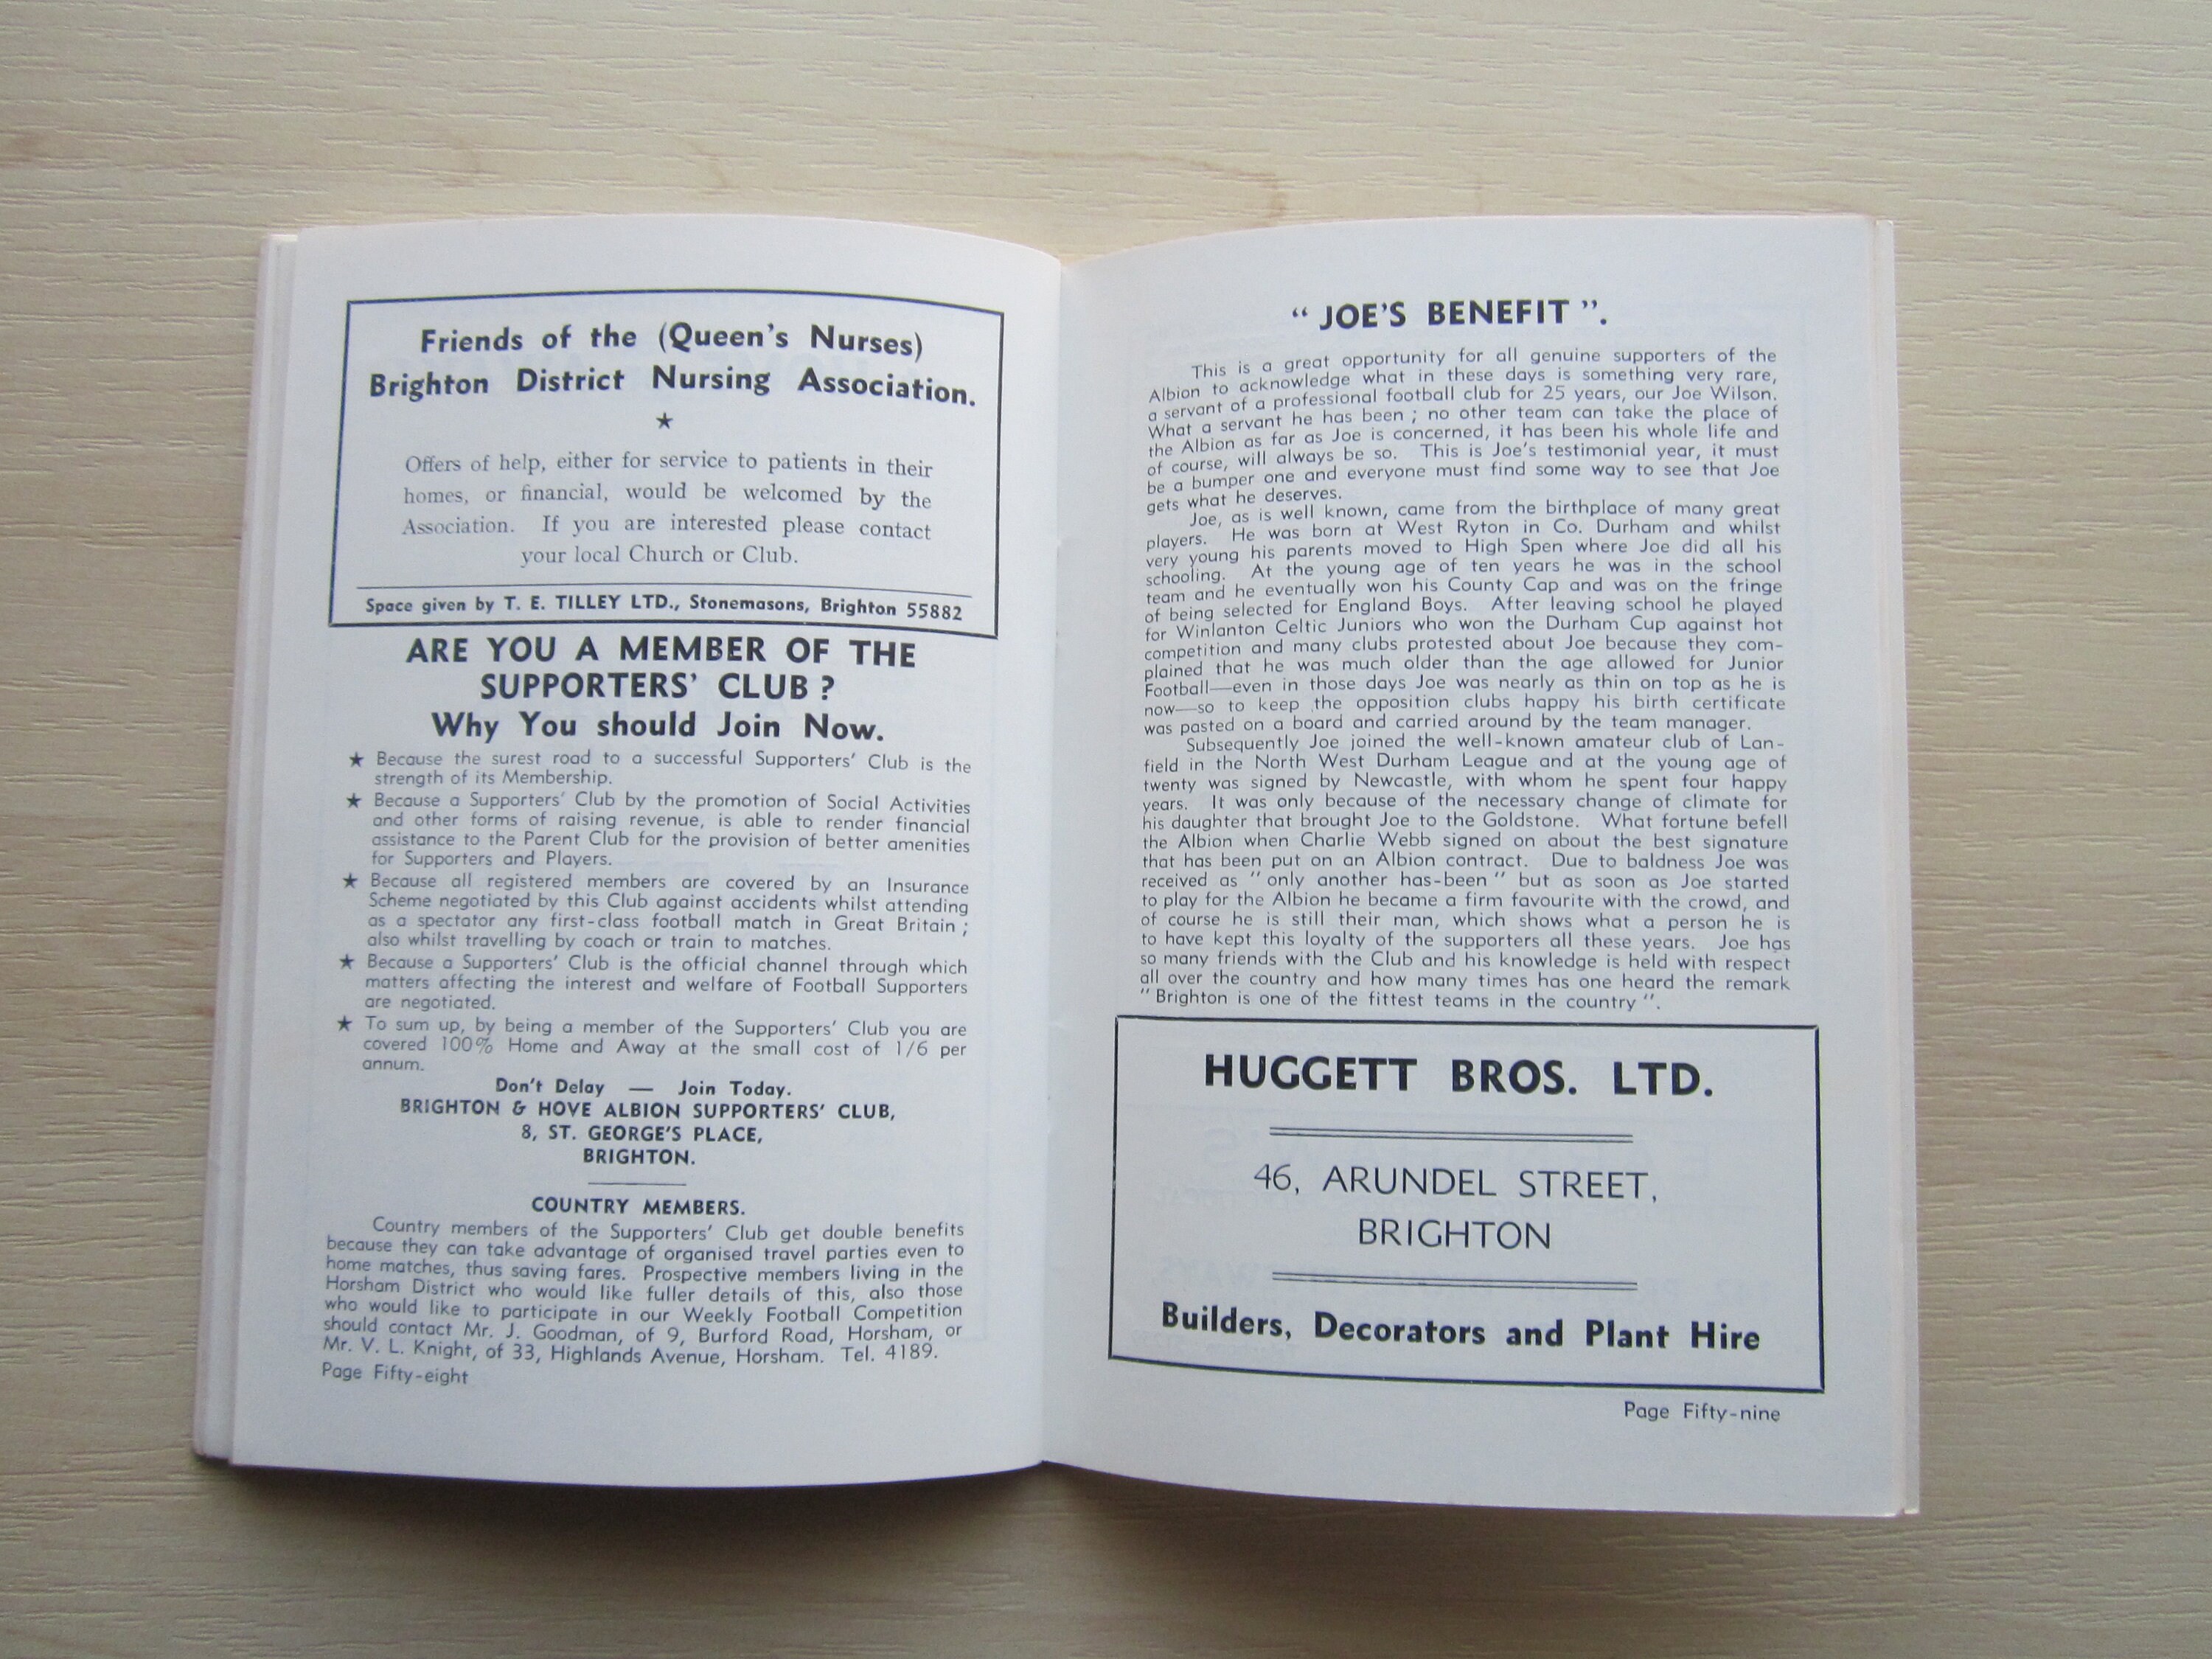 Friends of the (Queen's Nurses)
Brighton District Nursing Association.
★
Offers of help, either for service to patients in their
homes, or financial, would be welcomed by the
Association. If you are interested please contact
your local Church or Club.
Space given by T. E. TILLEY LTD., Stonemasons, Brighton 55882
ARE YOU A MEMBER OF THE
SUPPORTERS' CLUB ?
Why You should Join Now.
★ Because the surest road to a successful Supporters' Club is the
strength of its Membership.
★ Because a Supporters' Club by the promotion of Social Activities
and other forms of raising revenue, is able to render financial
assistance to the Parent Club for the provision of better amenities
for Supporters and Players.
★ Because all registered members are covered by an Insurance
Scheme negotiated by this Club against accidents whilst attending
as a spectator any first-class football match in Great Britain ;
also whilst travelling by coach or train to matches.
★ Because a Supporters' Club is the official channel through which
matters affecting the interest and welfare of Football Supporters
are negotiated.
★ To sum up, by being a member of the Supporters' Club you are
covered 100% Home and Away at the small cost of 1/6 per
annum.
Don't Delay — Join Today.
BRIGHTON & HOVE ALBION SUPPORTERS' CLUB,
8, ST. GEORGE'S PLACE,
BRIGHTON.
COUNTRY MEMBERS.
Country members of the Supporters' Club get double benefits
because they can take advantage of organised travel parties even to
home matches, thus saving fares. Prospective members living in the
Horsham District who would like fuller details of this, also those
who would like to participate in our Weekly Football Competition
should contact Mr. J. Goodman, of 9, Burford Road, Horsham, or
Mr. V. L. Knight, of 33, Highlands Avenue, Horsham. Tel. 4189.
Page Fifty-eight
" JOE'S BENEFIT ".
This is a great opportunity for all genuine supporters of the
Albion to acknowledge what in these days is something very rare,
a servant of a professional football club for 25 years, our Joe Wilson.
What a servant he has been ; no other team can take the place of
the Albion as far as Joe is concerned, it has been his whole life and
of course, will always be so. This is Joe's testimonial year, it must
be a bumper one and everyone must find some way to see that Joe
gets what he deserves.
Joe, as is well known, came from the birthplace of many great
players. He was born at West Ryton in Co. Durham and whilst
very young his parents moved to High Spen where Joe did all his
schooling. At the young age of ten years he was in the school
team and he eventually won his County Cap and was on the fringe
of being selected for England Boys. After leaving school he played
for Winlanton Celtic Juniors who won the Durham Cup against hot
competition and many clubs protested about Joe because they com-
plained that he was much older than the age allowed for Junior
Football—even in those days Joe was nearly as thin on top as he is
now—so to keep the opposition clubs happy his birth certificate
was pasted on a board and carried around by the team manager.
Subsequently Joe joined the well-known amateur club of Lan-
field in the North West Durham League and at the young age of
twenty was signed by Newcastle, with whom he spent four happy
years. It was only because of the necessary change of climate for
his daughter that brought Joe to the Goldstone. What fortune befell
the Albion when Charlie Webb signed on about the best signature
that has been put on an Albion contract. Due to baldness Joe was
received as " only another has-been " but as soon as Joe started
to play for the Albion he became a firm favourite with the crowd, and
of course he is still their man, which shows what a person he is
to have kept this loyalty of the supporters all these years. Joe has
so many friends with the Club and his knowledge is held with respect
all over the country and how many times has one heard the remark
" Brighton is one of the fittest teams in the country ".
HUGGETT BROS. LTD.
46, ARUNDEL STREET,
BRIGHTON
Builders, Decorators and Plant Hire
Page Fifty-nine